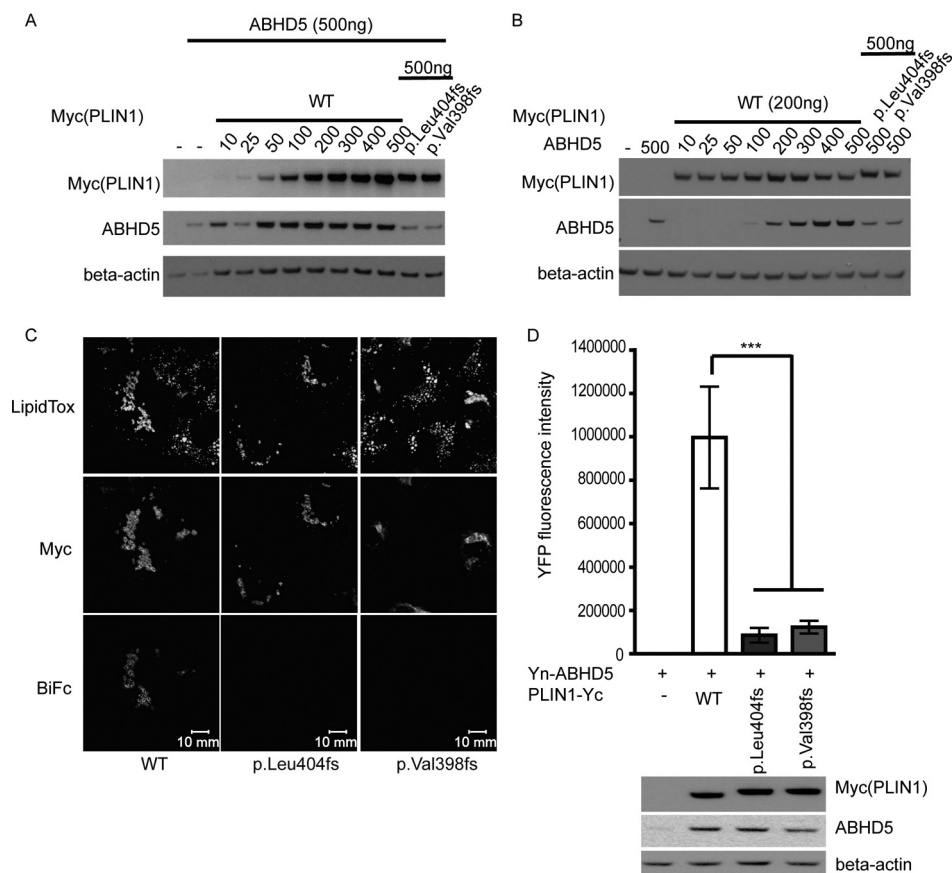 A
ABHD5 (500ng)
500ng
WT
p.Leu404fs
p.Val398fs
Myc(PLIN1)
- - 10 25 50 100 200 300 400 500
Myc(PLIN1)
ABHD5
beta-actin
B
500ng
p.Leu404fs
p.Val398fs
Myc(PLIN1)
WT (200ng)
ABHD5
- 500 10 25 50 100 200 300 400 500 500 500
Myc(PLIN1)
ABHD5
beta-actin
C
LipidTox
Myc
BiFc
10 mm 10 mm 10 mm
WT p.Leu404fs p.Val398fs
D
YFP fluorescence intensity
1400000
1200000
1000000
800000
600000
400000
200000
0
***
Yn-ABHD5 + + + +
PLIN1-Yc - WT p.Leu404fs p.Val398fs
Myc(PLIN1)
ABHD5
beta-actin